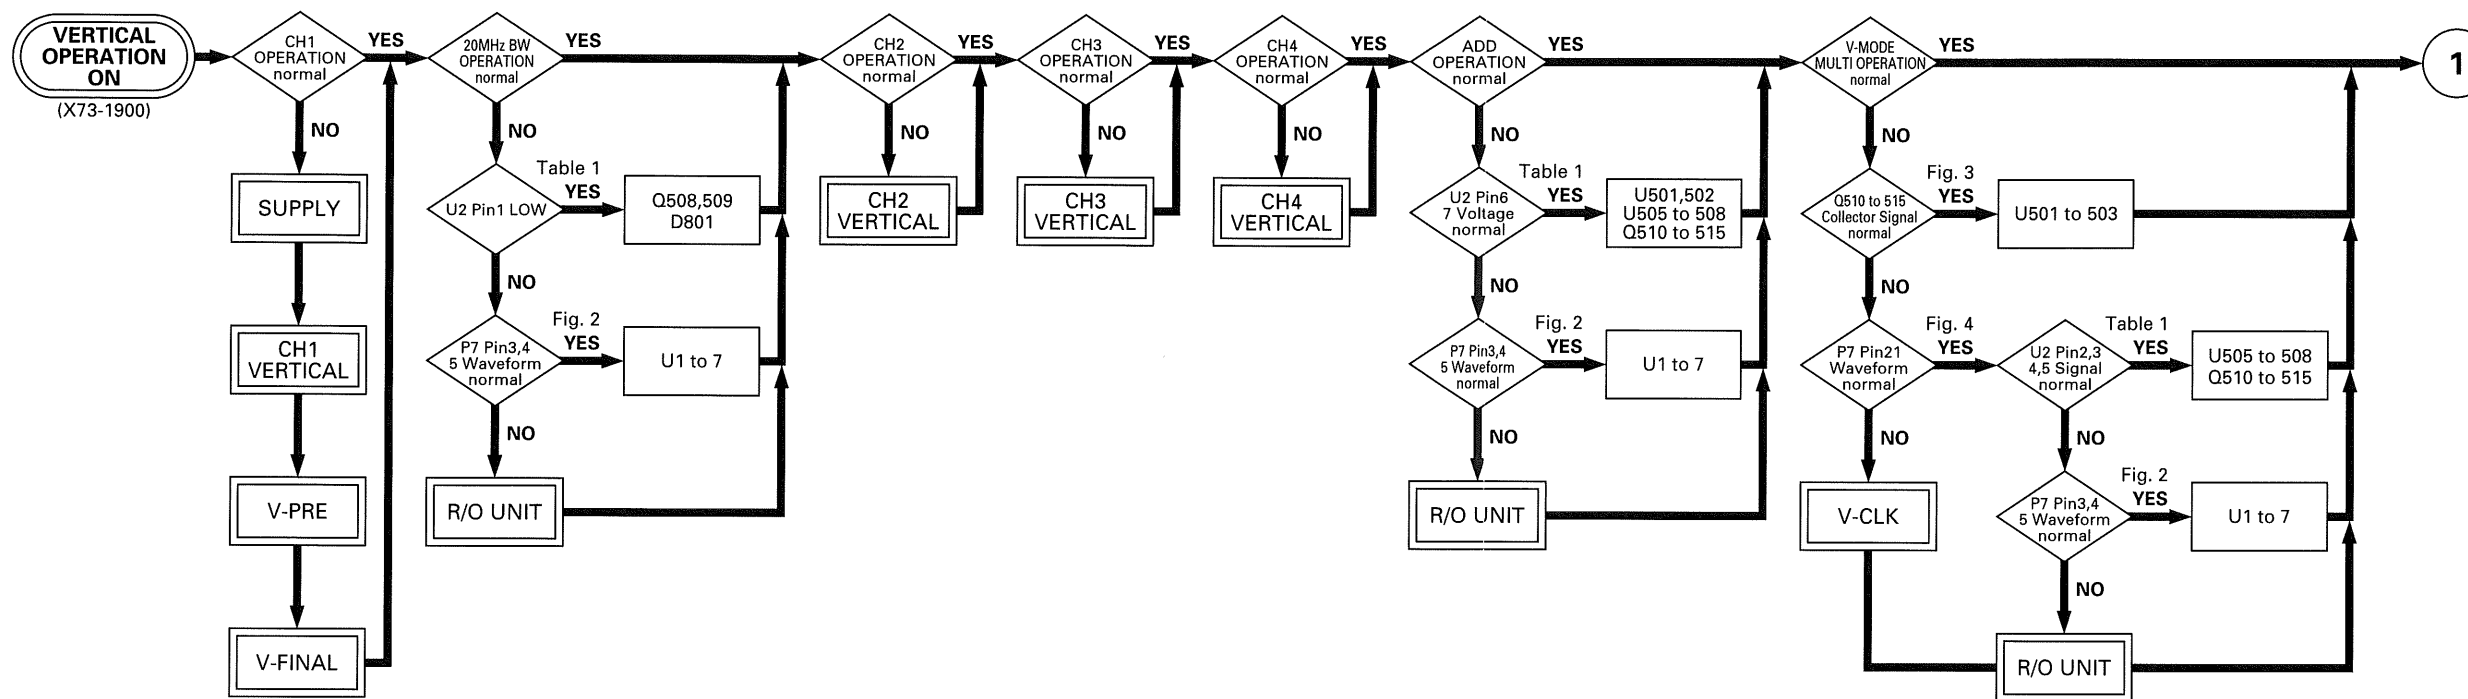 VERTICAL
OPERATION
ON
(X73-1900)
CH1
OPERATION
normal
YES
NO
SUPPLY
CH1
VERTICAL
V-PRE
V-FINAL
20MHz BW
OPERATION
normal
YES
NO
U2 Pin1 LOW
Table 1
YES
Q508,509
D801
NO
P7 Pin3,4
5 Waveform
normal
Fig. 2
YES
U1 to 7
NO
R/O UNIT
CH2
OPERATION
normal
YES
NO
CH2
VERTICAL
CH3
OPERATION
normal
YES
NO
CH3
VERTICAL
CH4
OPERATION
normal
YES
NO
CH4
VERTICAL
ADD
OPERATION
normal
YES
NO
U2 Pin6
7 Voltage
normal
Table 1
YES
U501,502
U505 to 508
Q510 to 515
NO
P7 Pin3,4
5 Waveform
normal
Fig. 2
YES
U1 to 7
NO
R/O UNIT
V-MODE
MULTI OPERATION
normal
YES
NO
Q510 to 515
Collector Signal
normal
Fig. 3
YES
U501 to 503
NO
P7 Pin21
Waveform
normal
Fig. 4
YES
NO
V-CLK
U2 Pin2,3
4,5 Signal
normal
Table 1
YES
U505 to 508
Q510 to 515
NO
P7 Pin3,4
5 Waveform
normal
Fig. 2
YES
U1 to 7
NO
R/O UNIT
1